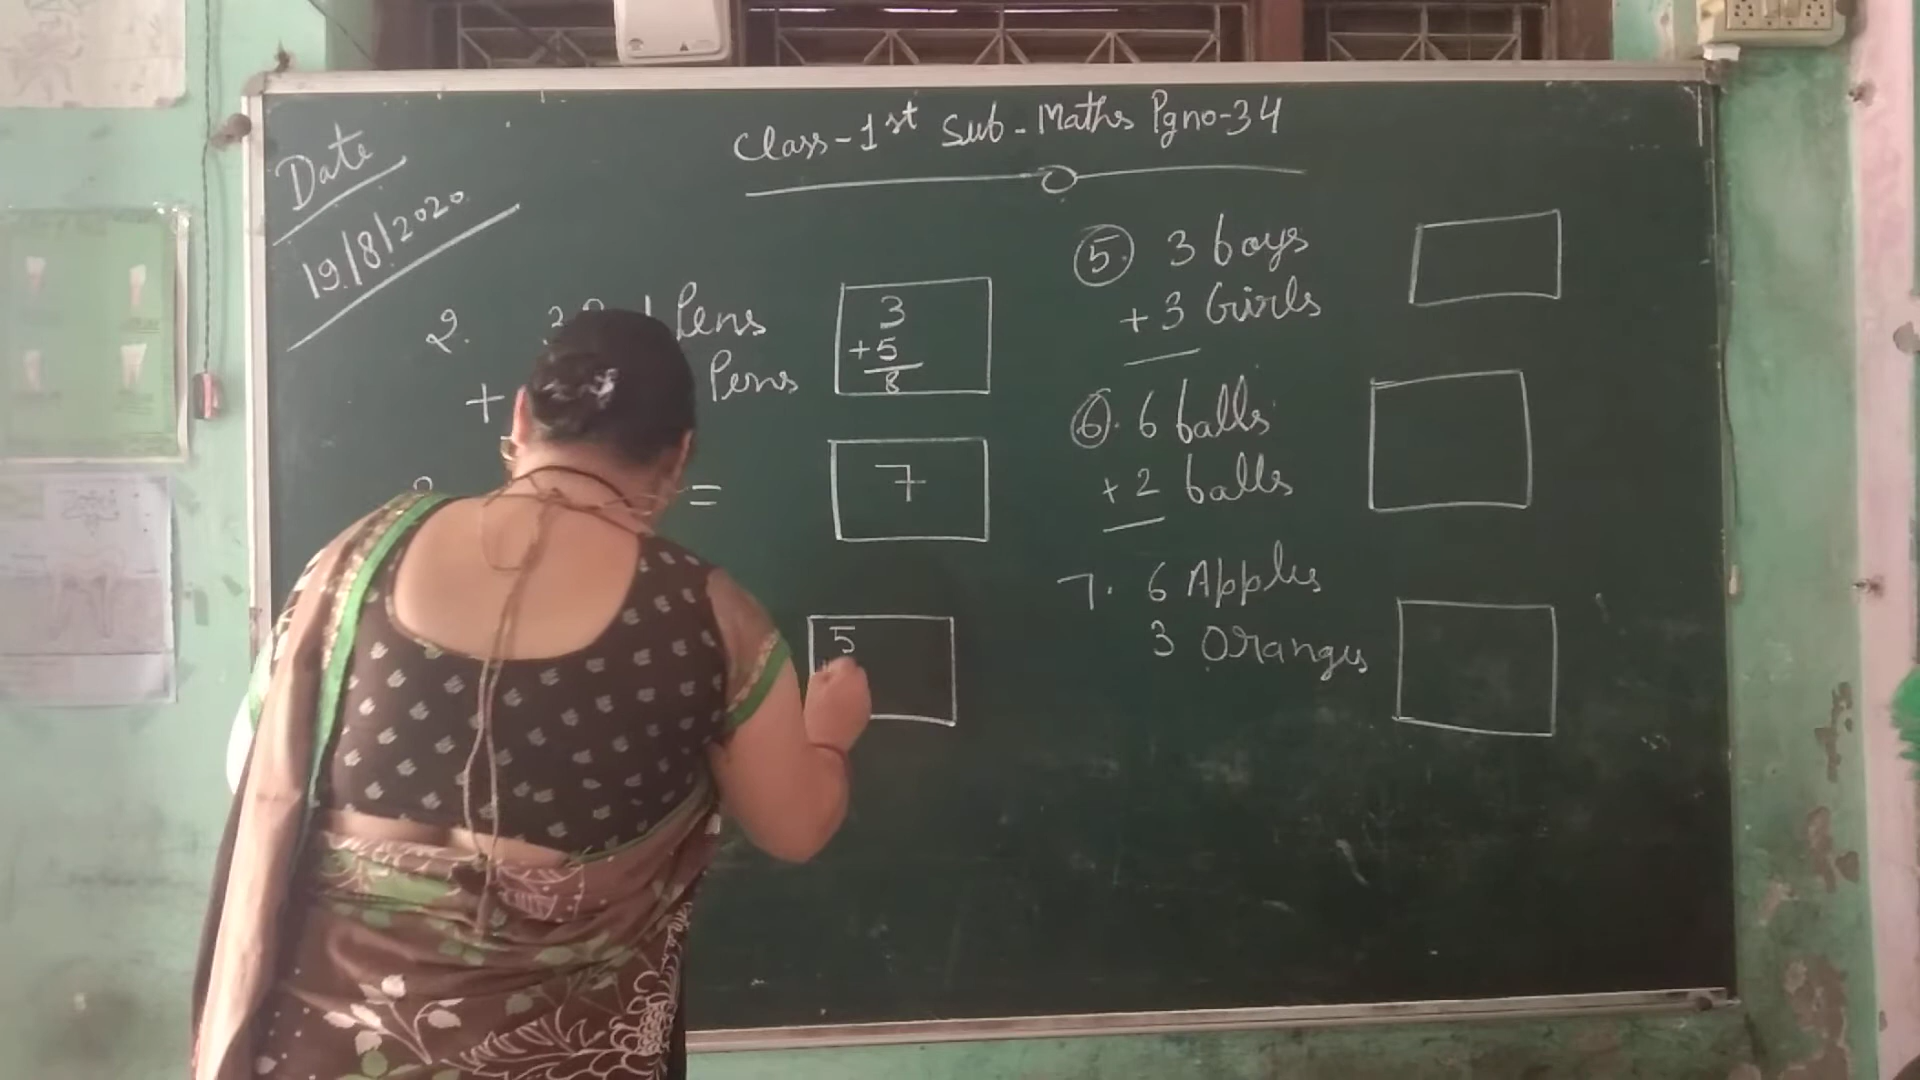 Date
19/8/2020
Class-1st Sub-Maths Pgno-34
2. Pens
+ Pens
3
+5
8
=
7
5
5. 3 boys
+3 Girls
6. 6 balls
+2 balls
7. 6 Apples
3 Oranges